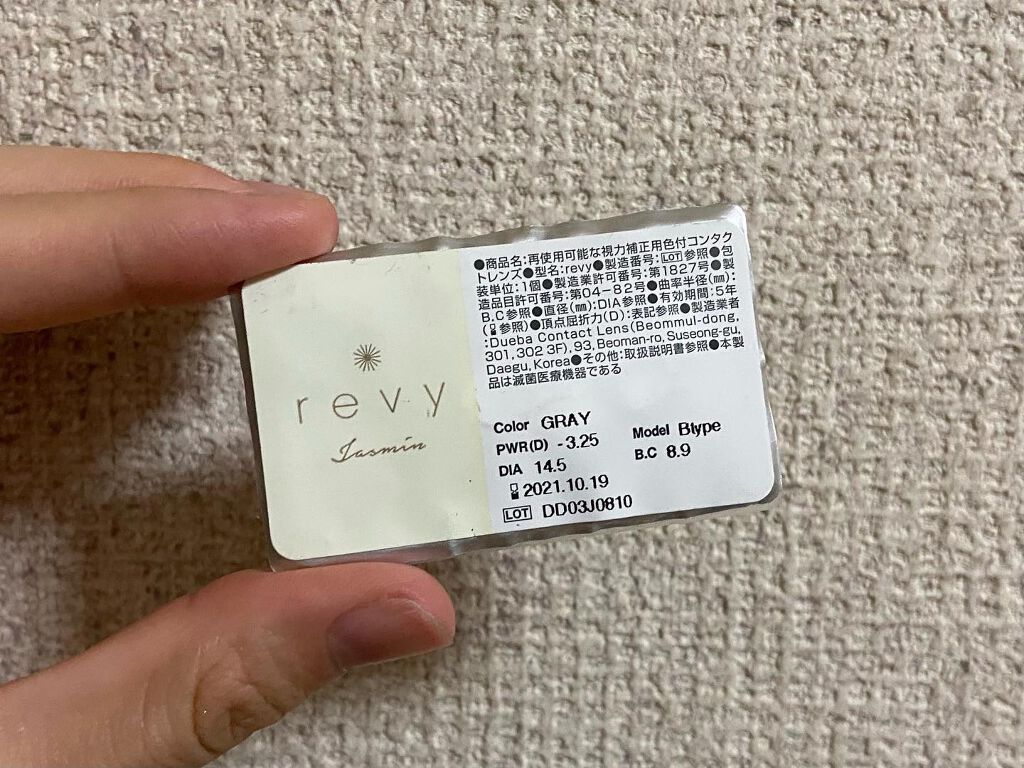 revy
Jasmin
●商品名:再使用可能な視力補正用色付コンタク
トレンズ●型名:revy●製造番号:LOT参照●包
装単位:1個●製造業許可番号:第1827号●製
造品目許可番号:第04-82号●曲率半径(㎜):
B.C参照●直径(㎜):DIA参照●有効期間:5年
(参照)●頂点屈折力(D):表記参照●製造業者
:Dueba Contact Lens(Beommul-dong,
301,302 3F),93, Beoman-ro, Suseong-gu,
Daegu, Korea●その他:取扱説明書参照●本製
品は滅菌医療機器である
Color GRAY
PWR(D) -3.25 Model Btype
DIA 14.5 B.C 8.9
2021.10.19
LOT DD03J0810